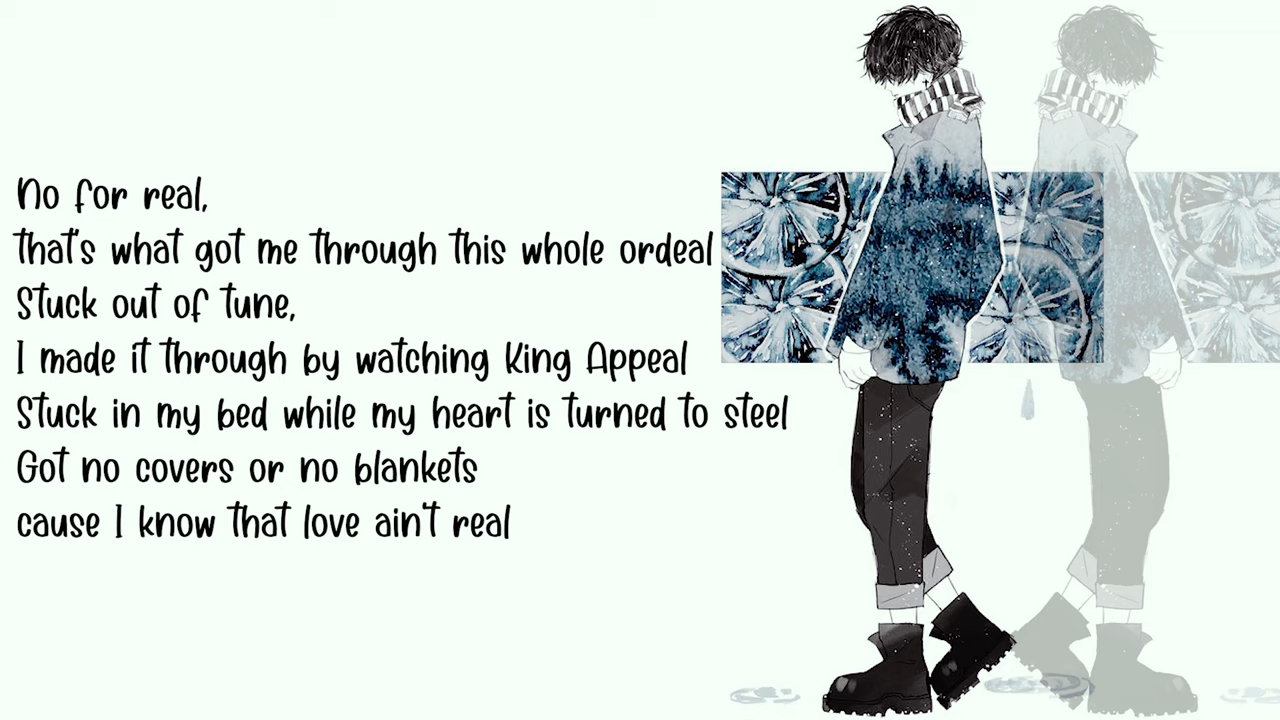 No for real,
that's what got me through this whole ordeal
Stuck out of tune,
I made it through by watching King Appeal
Stuck in my bed while my heart is turned to steel
Got no covers or no blankets
cause I know that love ain't real